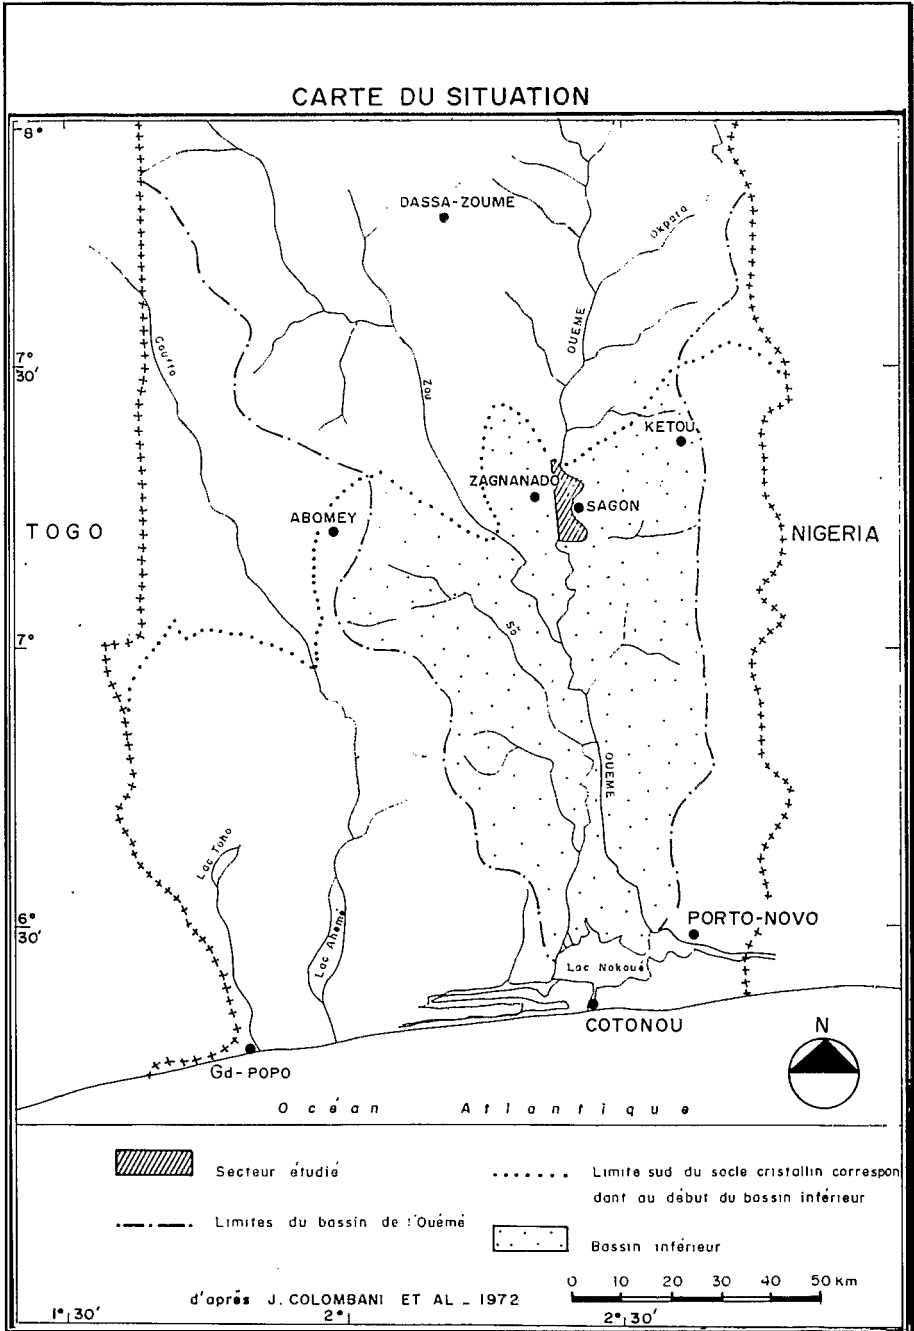 CARTE DU SITUATION
8°
DASSA-ZOUME
Okpara
OUEME
Couffo
Zou
7°
30'
KETOU
ZAGNANADO
SAGON
ABOMEY
TOGO
NIGERIA
7°
Sô
OUEME
Lac Toho
Lac Ahemé
6°
30'
PORTO-NOVO
Lac Nokoué
COTONOU
N
Gd-POPO
Océan Atlantique
Secteur étudié
Limite sud du socle cristallin correspon
dant au début du bassin inférieur
Limites du bassin de l'Ouémé
Bassin inférieur
0 10 20 30 40 50 Km
d'après J. COLOMBANI ET AL - 1972
1° 30' 2° 2° 30'